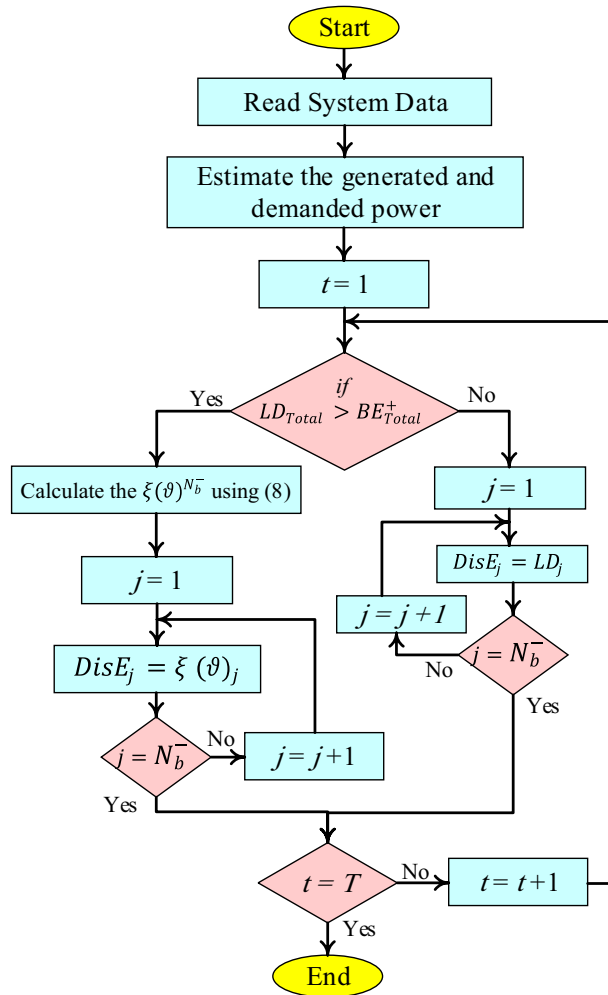 Start
Read System Data
Estimate the generated and
demanded power
t = 1
if
LD_Total > BE^+_Total
Yes
No
Calculate the ξ(ϑ)^{N_b^-} using (8)
j = 1
j = 1
DisE_j = LD_j
j = j+1
j = N_b^-
No
Yes
DisE_j = ξ (ϑ)_j
j = N_b^-
No
j = j+1
Yes
t = T
No
t = t+1
Yes
End